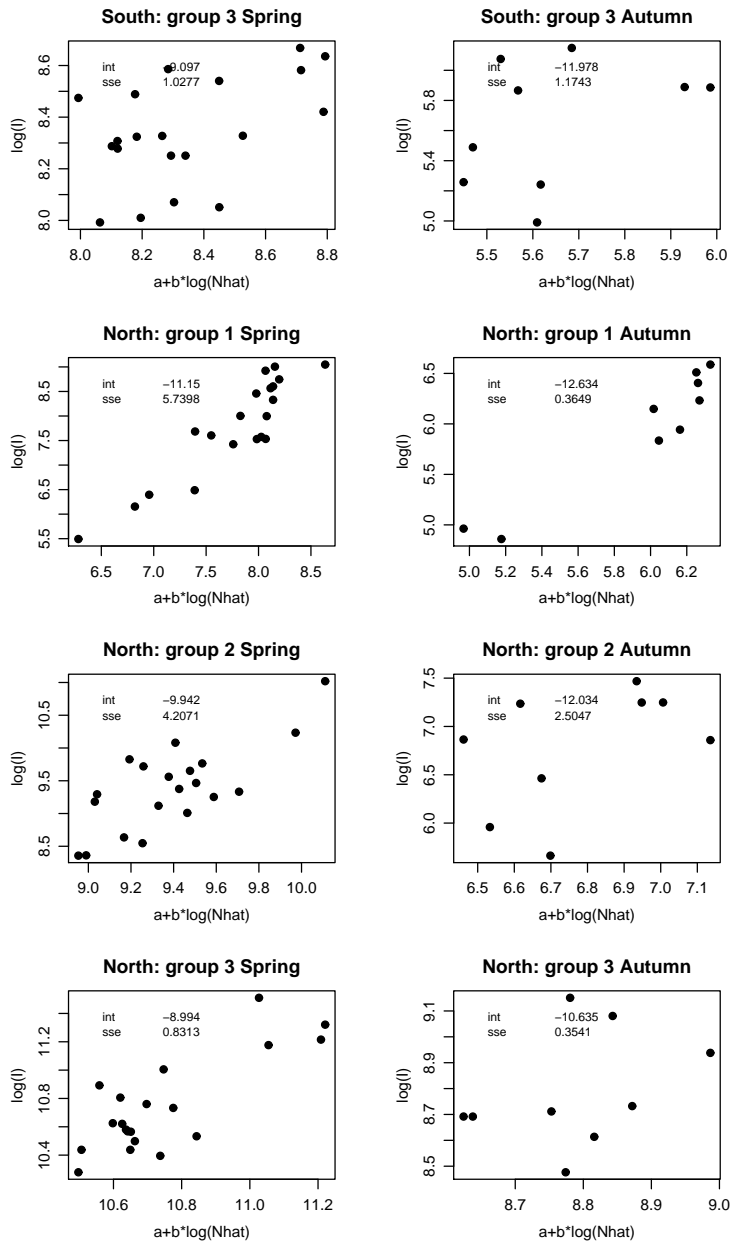 South: group 3 Spring
int −9.097
sse 1.0277
log(I)
8.0 8.2 8.4 8.6
8.0 8.2 8.4 8.6 8.8
a+b*log(Nhat)
South: group 3 Autumn
int −11.978
sse 1.1743
log(I)
5.0 5.4 5.8
5.5 5.6 5.7 5.8 5.9 6.0
a+b*log(Nhat)
North: group 1 Spring
int −11.15
sse 5.7398
log(I)
5.5 6.5 7.5 8.5
6.5 7.0 7.5 8.0 8.5
a+b*log(Nhat)
North: group 1 Autumn
int −12.634
sse 0.3649
log(I)
5.0 5.5 6.0 6.5
5.0 5.2 5.4 5.6 5.8 6.0 6.2
a+b*log(Nhat)
North: group 2 Spring
int −9.942
sse 4.2071
log(I)
8.5 9.5 10.5
9.0 9.2 9.4 9.6 9.8 10.0
a+b*log(Nhat)
North: group 2 Autumn
int −12.034
sse 2.5047
log(I)
6.0 6.5 7.0 7.5
6.5 6.6 6.7 6.8 6.9 7.0 7.1
a+b*log(Nhat)
North: group 3 Spring
int −8.994
sse 0.8313
log(I)
10.4 10.8 11.2
10.6 10.8 11.0 11.2
a+b*log(Nhat)
North: group 3 Autumn
int −10.635
sse 0.3541
log(I)
8.5 8.7 8.9 9.1
8.7 8.8 8.9 9.0
a+b*log(Nhat)